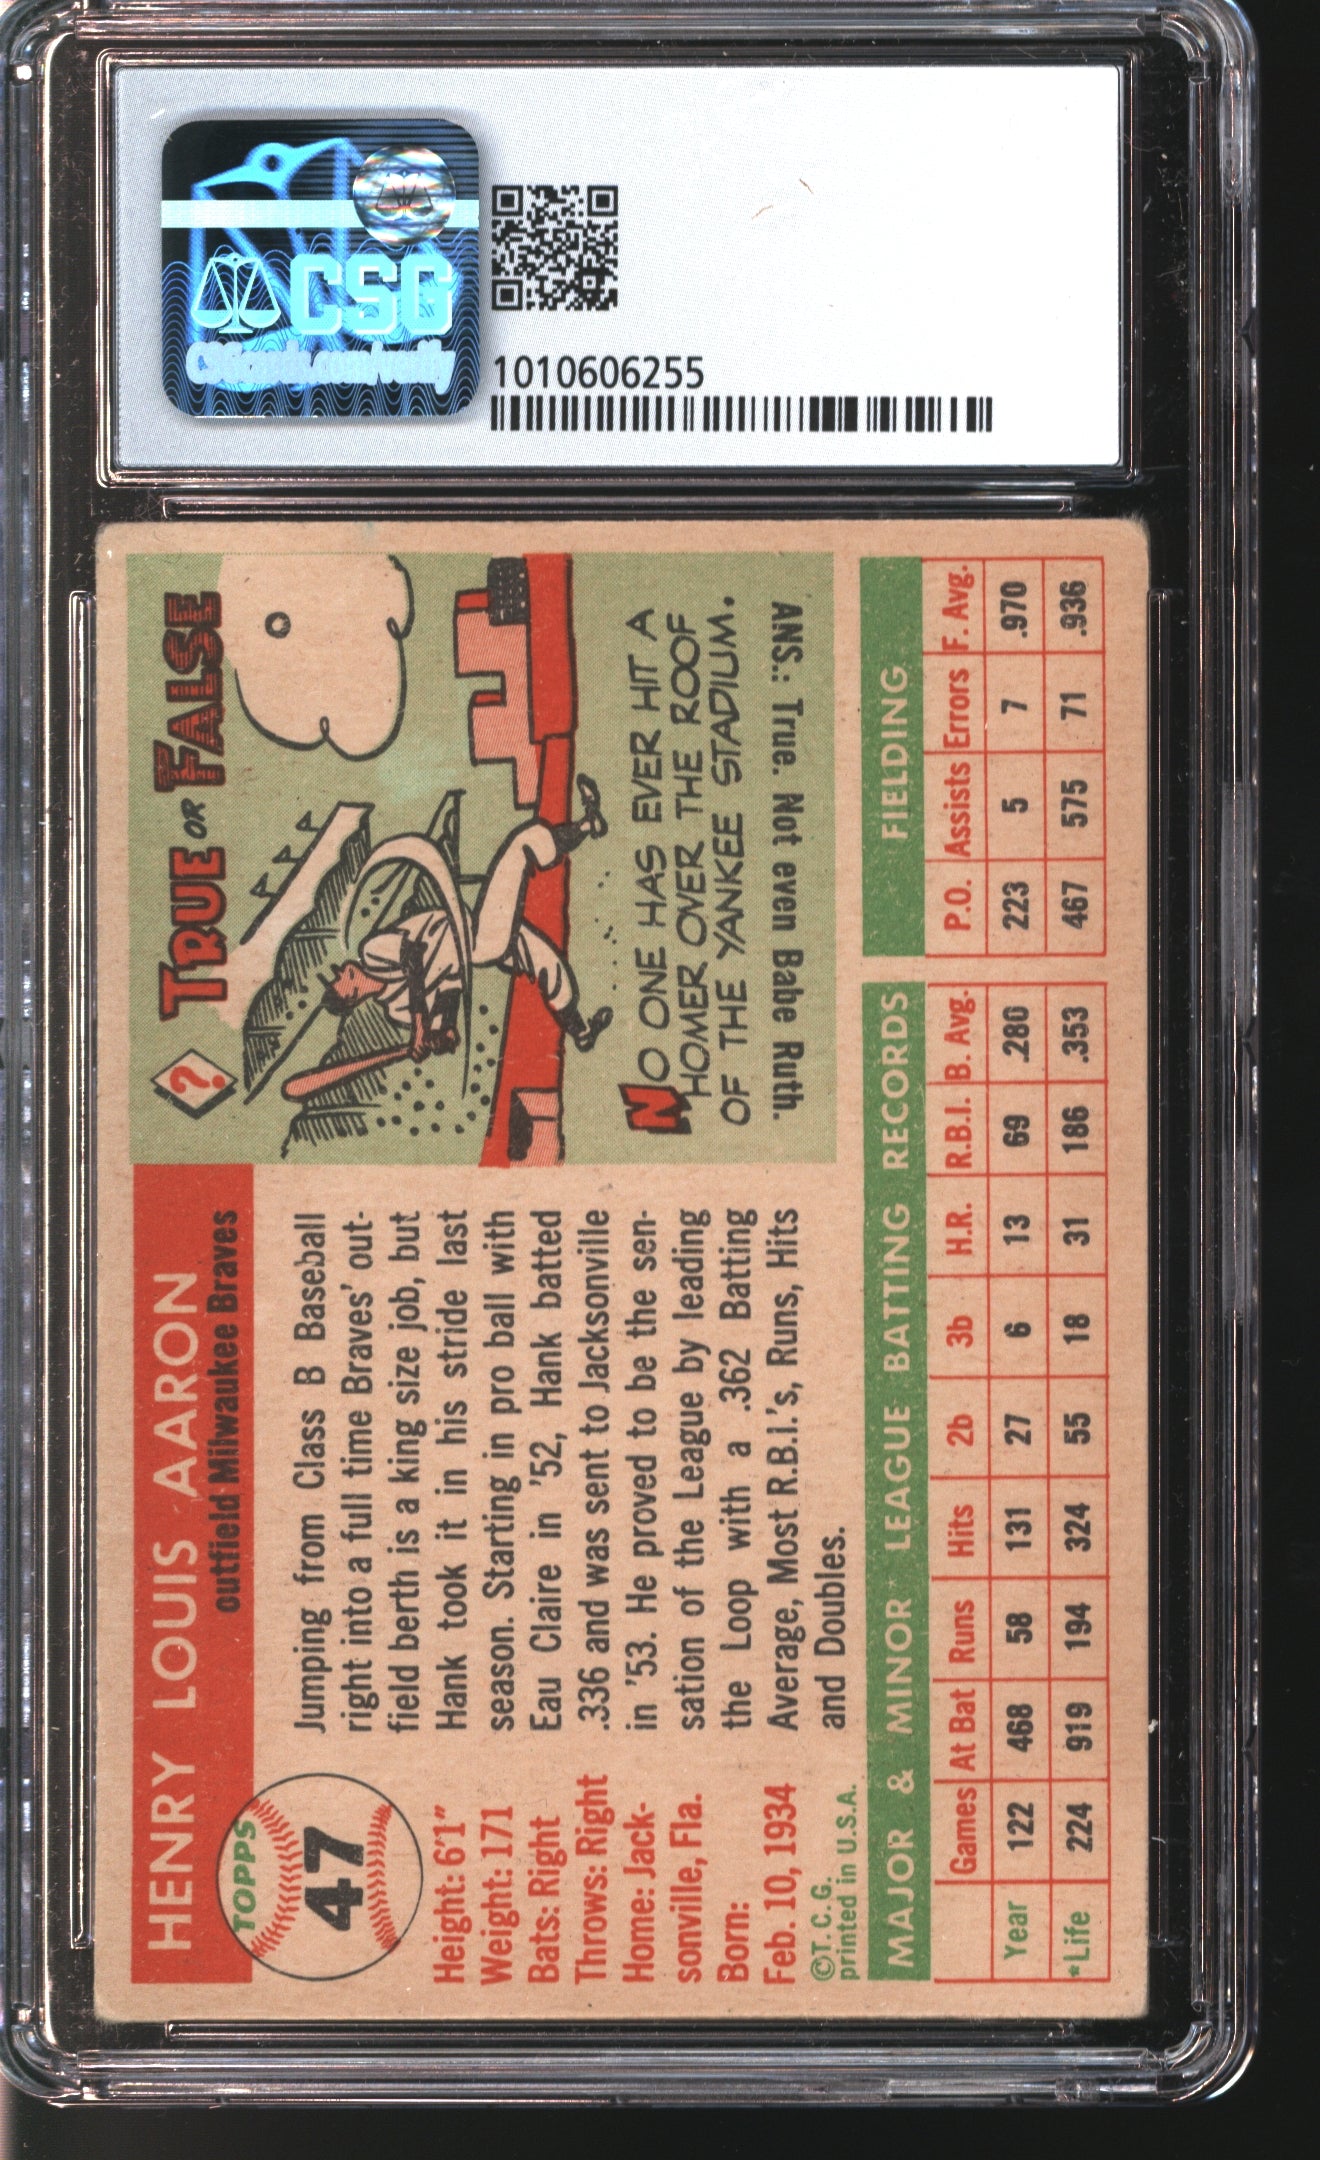 CSG
1010606255
HENRY LOUIS AARON
outfield Milwaukee Braves
TOPPS
47
Height: 6'1"
Weight: 171
Bats: Right
Throws: Right
Home: Jack-
sonville, Fla.
Born:
Feb. 10, 1934
©T. C. G.
printed in U.S.A.
Jumping from Class B Baseball
right into a full time Braves' out-
field berth is a king size job, but
Hank took it in his stride last
season. Starting in pro ball with
Eau Claire in '52, Hank batted
.336 and was sent to Jacksonville
in '53. He proved to be the sen-
sation of the League by leading
the Loop with a .362 Batting
Average, Most R.B.I.'s, Runs, Hits
and Doubles.
? TRUE OR FALSE
NO ONE HAS EVER HIT A
HOMER OVER THE ROOF
OF THE YANKEE STADIUM.
ANS.: True. Not even Babe Ruth.
MAJOR & MINOR LEAGUE BATTING RECORDS FIELDING
Games At Bat Runs Hits 2b 3b H.R. R.B.I. B. Avg. P.O. Assists Errors F. Avg.
Year 122 468 58 131 27 6 13 69 .280 223 5 7 .970
*Life 224 919 194 324 55 18 31 186 .353 467 575 71 .936